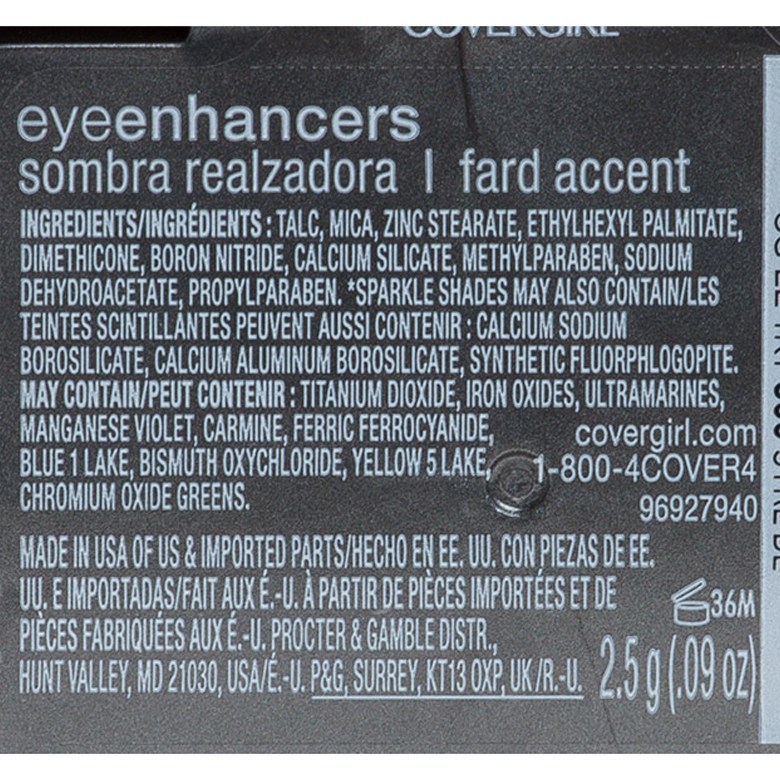 COVERGIRL
eyeenhancers
sombra realzadora | fard accent
INGREDIENTS/INGRÉDIENTS : TALC, MICA, ZINC STEARATE, ETHYLHEXYL PALMITATE,
DIMETHICONE, BORON NITRIDE, CALCIUM SILICATE, METHYLPARABEN, SODIUM
DEHYDROACETATE, PROPYLPARABEN. *SPARKLE SHADES MAY ALSO CONTAIN/LES
TEINTES SCINTILLANTES PEUVENT AUSSI CONTENIR : CALCIUM SODIUM
BOROSILICATE, CALCIUM ALUMINUM BOROSILICATE, SYNTHETIC FLUORPHLOGOPITE.
MAY CONTAIN/PEUT CONTENIR : TITANIUM DIOXIDE, IRON OXIDES, ULTRAMARINES,
MANGANESE VIOLET, CARMINE, FERRIC FERROCYANIDE,
BLUE 1 LAKE, BISMUTH OXYCHLORIDE, YELLOW 5 LAKE,
CHROMIUM OXIDE GREENS.
covergirl.com
1-800-4COVER4
96927940
MADE IN USA OF US & IMPORTED PARTS/HECHO EN EE. UU. CON PIEZAS DE EE.
UU. E IMPORTADAS/FAIT AUX É.-U. À PARTIR DE PIÈCES IMPORTÉES ET DE
PIÈCES FABRIQUÉES AUX É.-U. PROCTER & GAMBLE DISTR.,
HUNT VALLEY, MD 21030, USA/É.-U. P&G, SURREY, KT13 0XP, UK/R.-U.
36M
2.5 g (.09 oz)